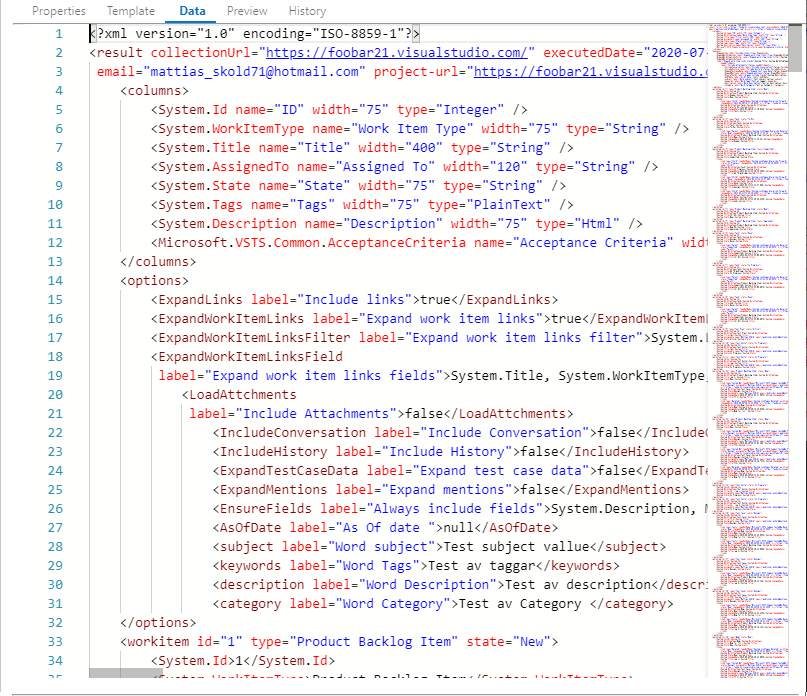 Properties Template Data Preview History
1 <?xml version="1.0" encoding="ISO-8859-1"?>
2 <result collectionUrl="https://foobar21.visualstudio.com/" executedDate="2020-07-
3 email="mattias_skold71@hotmail.com" project-url="https://foobar21.visualstudio.c
4 <columns>
5 <System.Id name="ID" width="75" type="Integer" />
6 <System.WorkItemType name="Work Item Type" width="75" type="String" />
7 <System.Title name="Title" width="400" type="String" />
8 <System.AssignedTo name="Assigned To" width="120" type="String" />
9 <System.State name="State" width="75" type="String" />
10 <System.Tags name="Tags" width="75" type="PlainText" />
11 <System.Description name="Description" width="75" type="Html" />
12 <Microsoft.VSTS.Common.AcceptanceCriteria name="Acceptance Criteria" widt
13 </columns>
14 <options>
15 <ExpandLinks label="Include links">true</ExpandLinks>
16 <ExpandWorkItemLinks label="Expand work item links">true</ExpandWorkItemL
17 <ExpandWorkItemLinksFilter label="Expand work item links filter">System.L
18 <ExpandWorkItemLinksField
19 label="Expand work item links fields">System.Title, System.WorkItemType,
20 <LoadAttchments
21 label="Include Attachments">false</LoadAttchments>
22 <IncludeConversation label="Include Conversation">false</IncludeC
23 <IncludeHistory label="Include History">false</IncludeHistory>
24 <ExpandTestCaseData label="Expand test case data">false</ExpandTe
25 <ExpandMentions label="Expand mentions">false</ExpandMentions>
26 <EnsureFields label="Always include fields">System.Description, M
27 <AsOfDate label="As Of date ">null</AsOfDate>
28 <subject label="Word subject">Test subject vallue</subject>
29 <keywords label="Word Tags">Test av taggar</keywords>
30 <description label="Word Description">Test av description</descri
31 <category label="Word Category">Test av Category </category>
32 </options>
33 <workitem id="1" type="Product Backlog Item" state="New">
34 <System.Id>1</System.Id>
35 <System.WorkItemType>Product Backlog Item</System.WorkItemType>